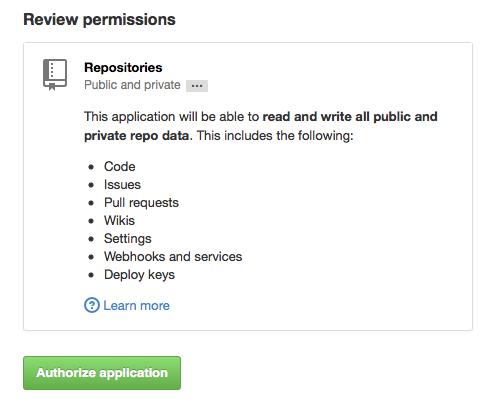 Review permissions
Repositories
Public and private ...
This application will be able to read and write all public and
private repo data. This includes the following:
Code
Issues
Pull requests
Wikis
Settings
Webhooks and services
Deploy keys
? Learn more
Authorize application